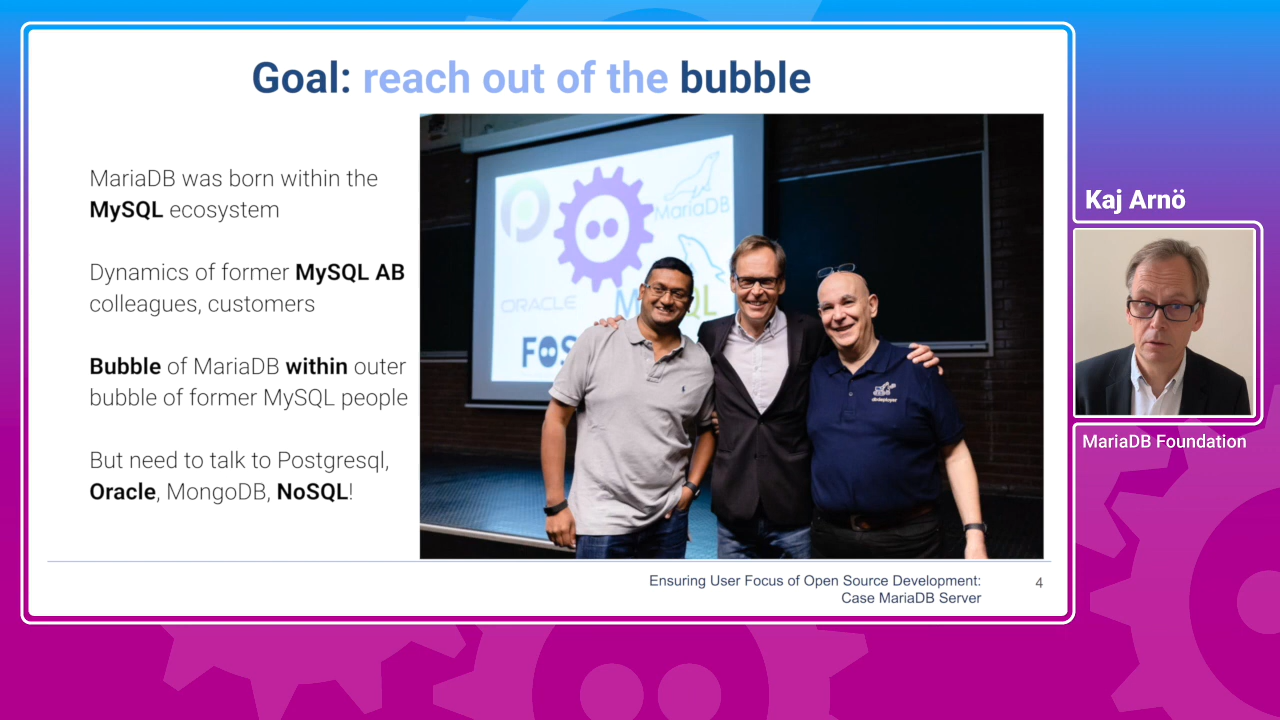 Goal: reach out of the bubble
MariaDB was born within the
MySQL ecosystem
Dynamics of former MySQL AB
colleagues, customers
Bubble of MariaDB within outer
bubble of former MySQL people
But need to talk to Postgresql,
Oracle, MongoDB, NoSQL!
MariaDB
ORACLE
dbdeployer
Ensuring User Focus of Open Source Development:
Case MariaDB Server
4
Kaj Arnö
MariaDB Foundation